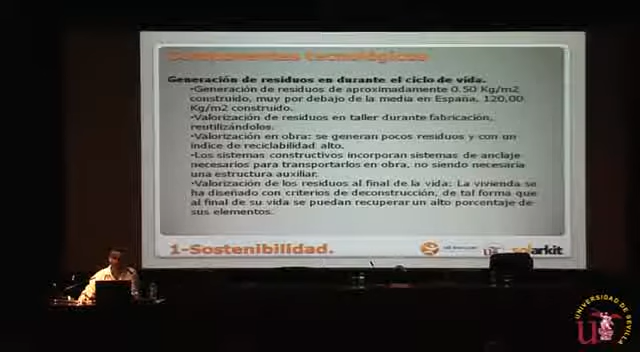 Componentes tecnológicos
Generación de residuos en durante el ciclo de vida.
•Generación de residuos de aproximadamente 0.50 Kg/m2
construido, muy por debajo de la media en España, 120,00
Kg/m2 construido.
•Valorización de residuos en taller durante fabricación,
reutilizándolos.
•Valorización en obra: se generan pocos residuos y con un
índice de reciclabilidad alto.
•Los sistemas constructivos incorporan sistemas de anclaje
necesarios para transportarlos en obra, no siendo necesaria
una estructura auxiliar.
•Valorización de los residuos al final de la vida: La vivienda se
ha diseñado con criterios de deconstrucción, de tal forma que
al final de su vida se puedan recuperar un alto porcentaje de
sus elementos.
1-Sostenibilidad.
solarkit
UNIVERSIDAD DE SEVILLA